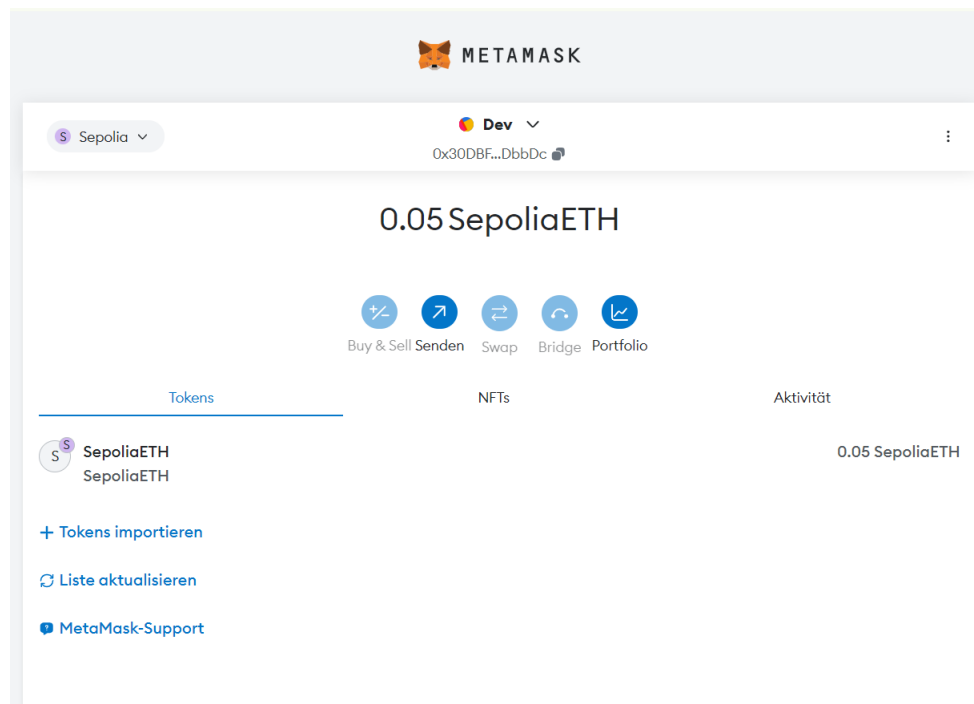 METAMASK
S Sepolia
Dev
0x30DBF...DbbDc
0.05 SepoliaETH
Buy & Sell Senden Swap Bridge Portfolio
Tokens NFTs Aktivität
S S SepoliaETH 0.05 SepoliaETH
SepoliaETH
+ Tokens importieren
Liste aktualisieren
MetaMask-Support